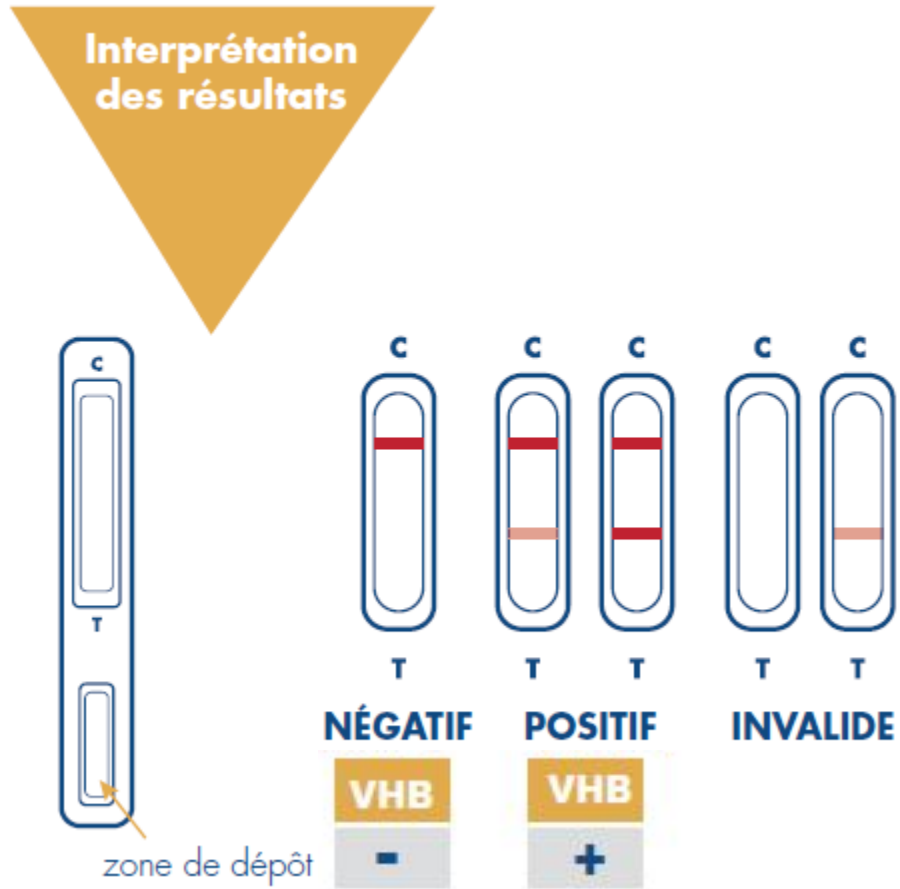 Interprétation
des résultats
C
T
zone de dépôt
C C C C C
T T T T T
NÉGATIF POSITIF INVALIDE
VHB VHB
- +